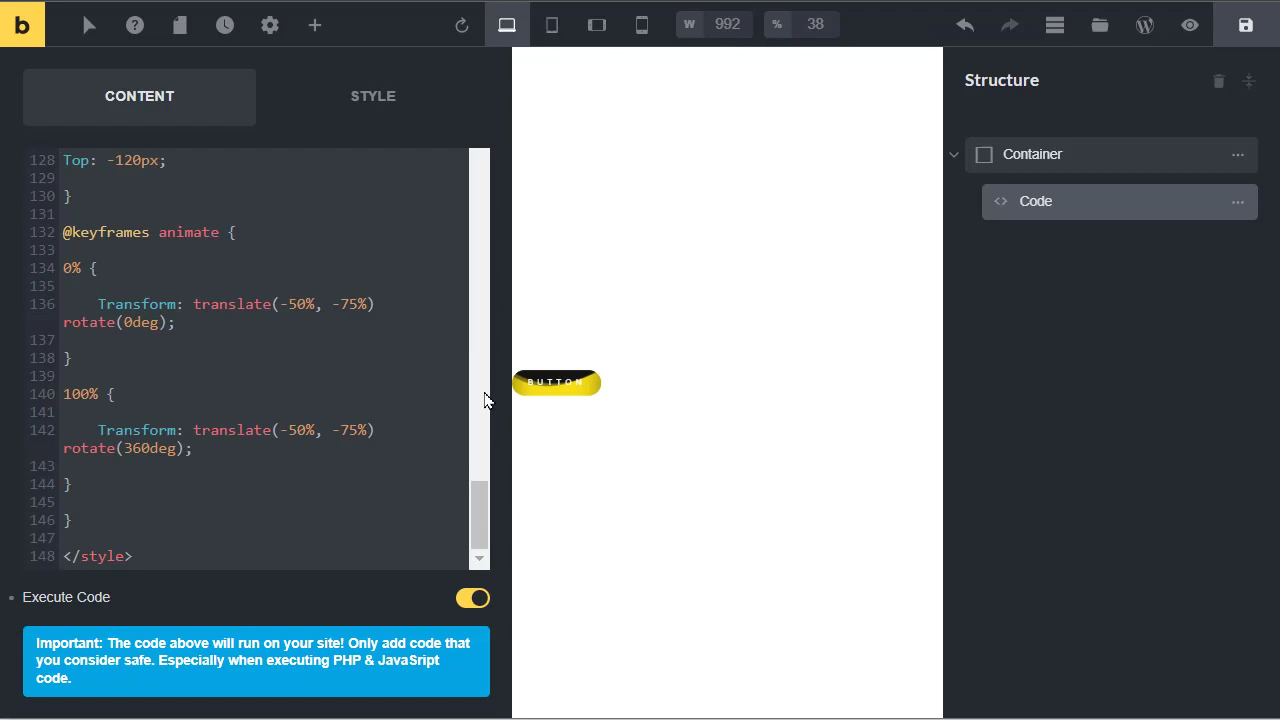 b
W 992
% 38
CONTENT
STYLE
128 Top: -120px;
129
130 }
131
132 @keyframes animate {
133
134 0% {
135
136 Transform: translate(-50%, -75%)
rotate(0deg);
137
138 }
139
140 100% {
141
142 Transform: translate(-50%, -75%)
rotate(360deg);
143
144 }
145
146 }
147
148 </style>
Execute Code
Important: The code above will run on your site! Only add code that
you consider safe. Especially when executing PHP & JavaSript
code.
BUTTON
Structure
Container
Code